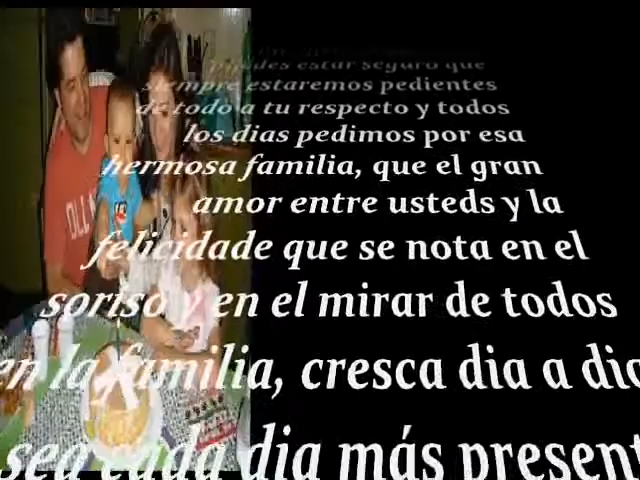 puedes estar seguro que
siempre estaremos pedientes
de todo a tu respecto y todos
los dias pedimos por esa
hermosa familia, que el gran
amor entre usteds y la
felicidade que se nota en el
soriso y en el mirar de todos
en la familia, cresca dia a dia
sea cada dia más present